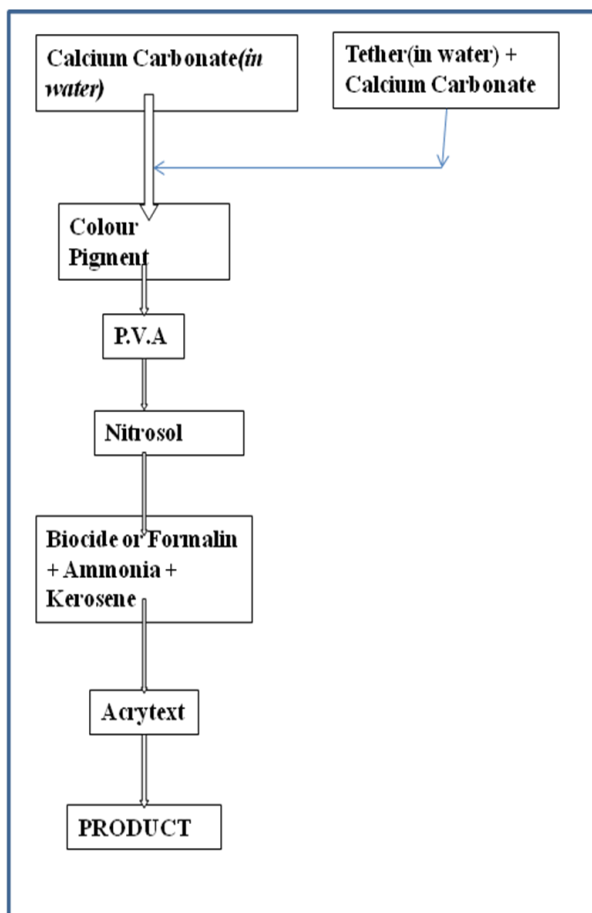 Calcium Carbonate(in
water)
Tether(in water) +
Calcium Carbonate
Colour
Pigment
P.V.A
Nitrosol
Biocide or Formalin
+ Ammonia +
Kerosene
Acrytext
PRODUCT